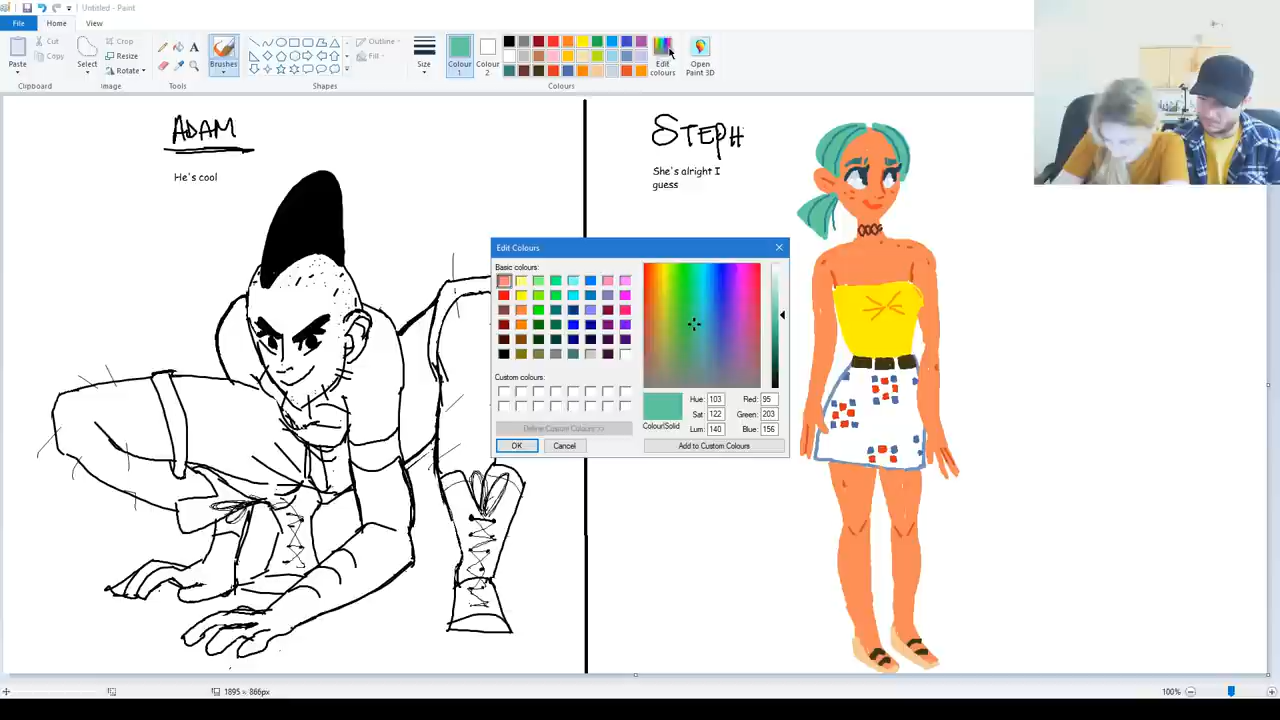 Untitled - Paint
File
Home
View
Paste
Cut
Copy
Clipboard
Select
Crop
Resize
Rotate
Image
Tools
Brushes
Shapes
Outline
Fill
Size
Colour 1
Colour 2
Colours
Edit colours
Open Paint 3D
ADAM
He's cool
STEPH
She's alright I
guess
Edit Colours
Basic colours:
Custom colours:
Define Custom Colours >>
OK
Cancel
Colour|Solid
Hue: 103
Sat: 122
Lum: 140
Red: 95
Green: 203
Blue: 156
Add to Custom Colours
1895 × 866px
100%